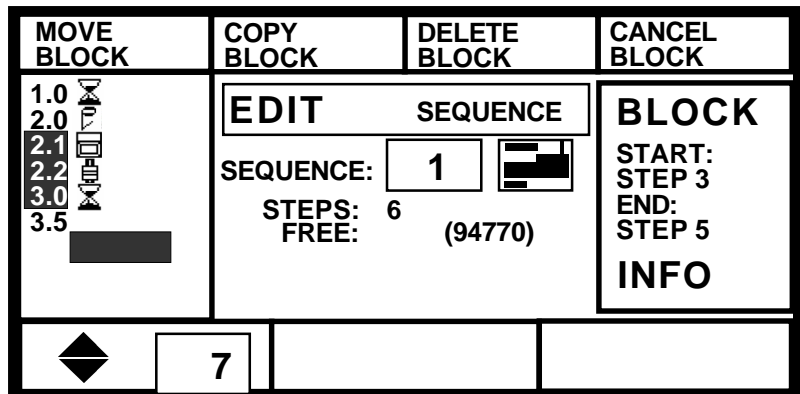 MOVE
BLOCK
COPY
BLOCK
DELETE
BLOCK
CANCEL
BLOCK
1.0
2.0
2.1
2.2
3.0
3.5
EDIT SEQUENCE
SEQUENCE: 1
STEPS: 6
FREE: (94770)
BLOCK
START:
STEP 3
END:
STEP 5
INFO
7